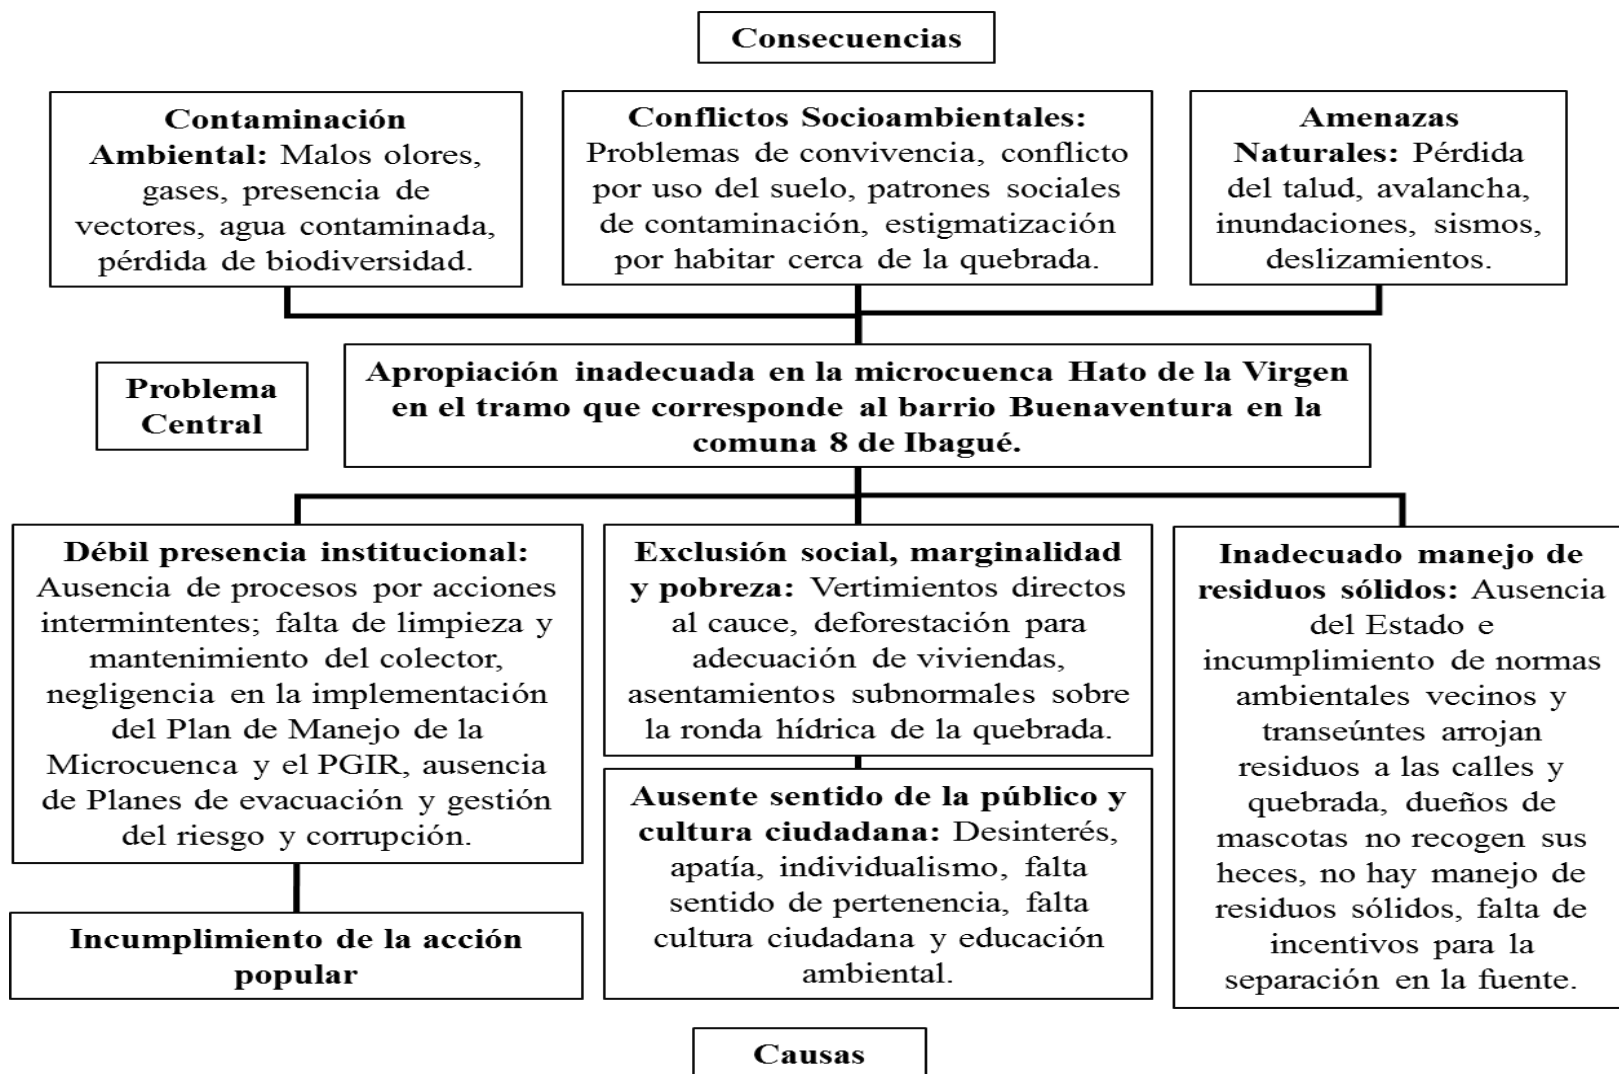 Consecuencias
Contaminación
Ambiental: Malos olores,
gases, presencia de
vectores, agua contaminada,
pérdida de biodiversidad.
Conflictos Socioambientales:
Problemas de convivencia, conflicto
por uso del suelo, patrones sociales
de contaminación, estigmatización
por habitar cerca de la quebrada.
Amenazas
Naturales: Pérdida
del talud, avalancha,
inundaciones, sismos,
deslizamientos.
Problema
Central
Apropiación inadecuada en la microcuenca Hato de la Virgen
en el tramo que corresponde al barrio Buenaventura en la
comuna 8 de Ibagué.
Débil presencia institucional:
Ausencia de procesos por acciones
intermintentes; falta de limpieza y
mantenimiento del colector,
negligencia en la implementación
del Plan de Manejo de la
Microcuenca y el PGIR, ausencia
de Planes de evacuación y gestión
del riesgo y corrupción.
Incumplimiento de la acción
popular
Exclusión social, marginalidad
y pobreza: Vertimientos directos
al cauce, deforestación para
adecuación de viviendas,
asentamientos subnormales sobre
la ronda hídrica de la quebrada.
Ausente sentido de la público y
cultura ciudadana: Desinterés,
apatía, individualismo, falta
sentido de pertenencia, falta
cultura ciudadana y educación
ambiental.
Inadecuado manejo de
residuos sólidos: Ausencia
del Estado e
incumplimiento de normas
ambientales vecinos y
transeúntes arrojan
residuos a las calles y
quebrada, dueños de
mascotas no recogen sus
heces, no hay manejo de
residuos sólidos, falta de
incentivos para la
separación en la fuente.
Causas